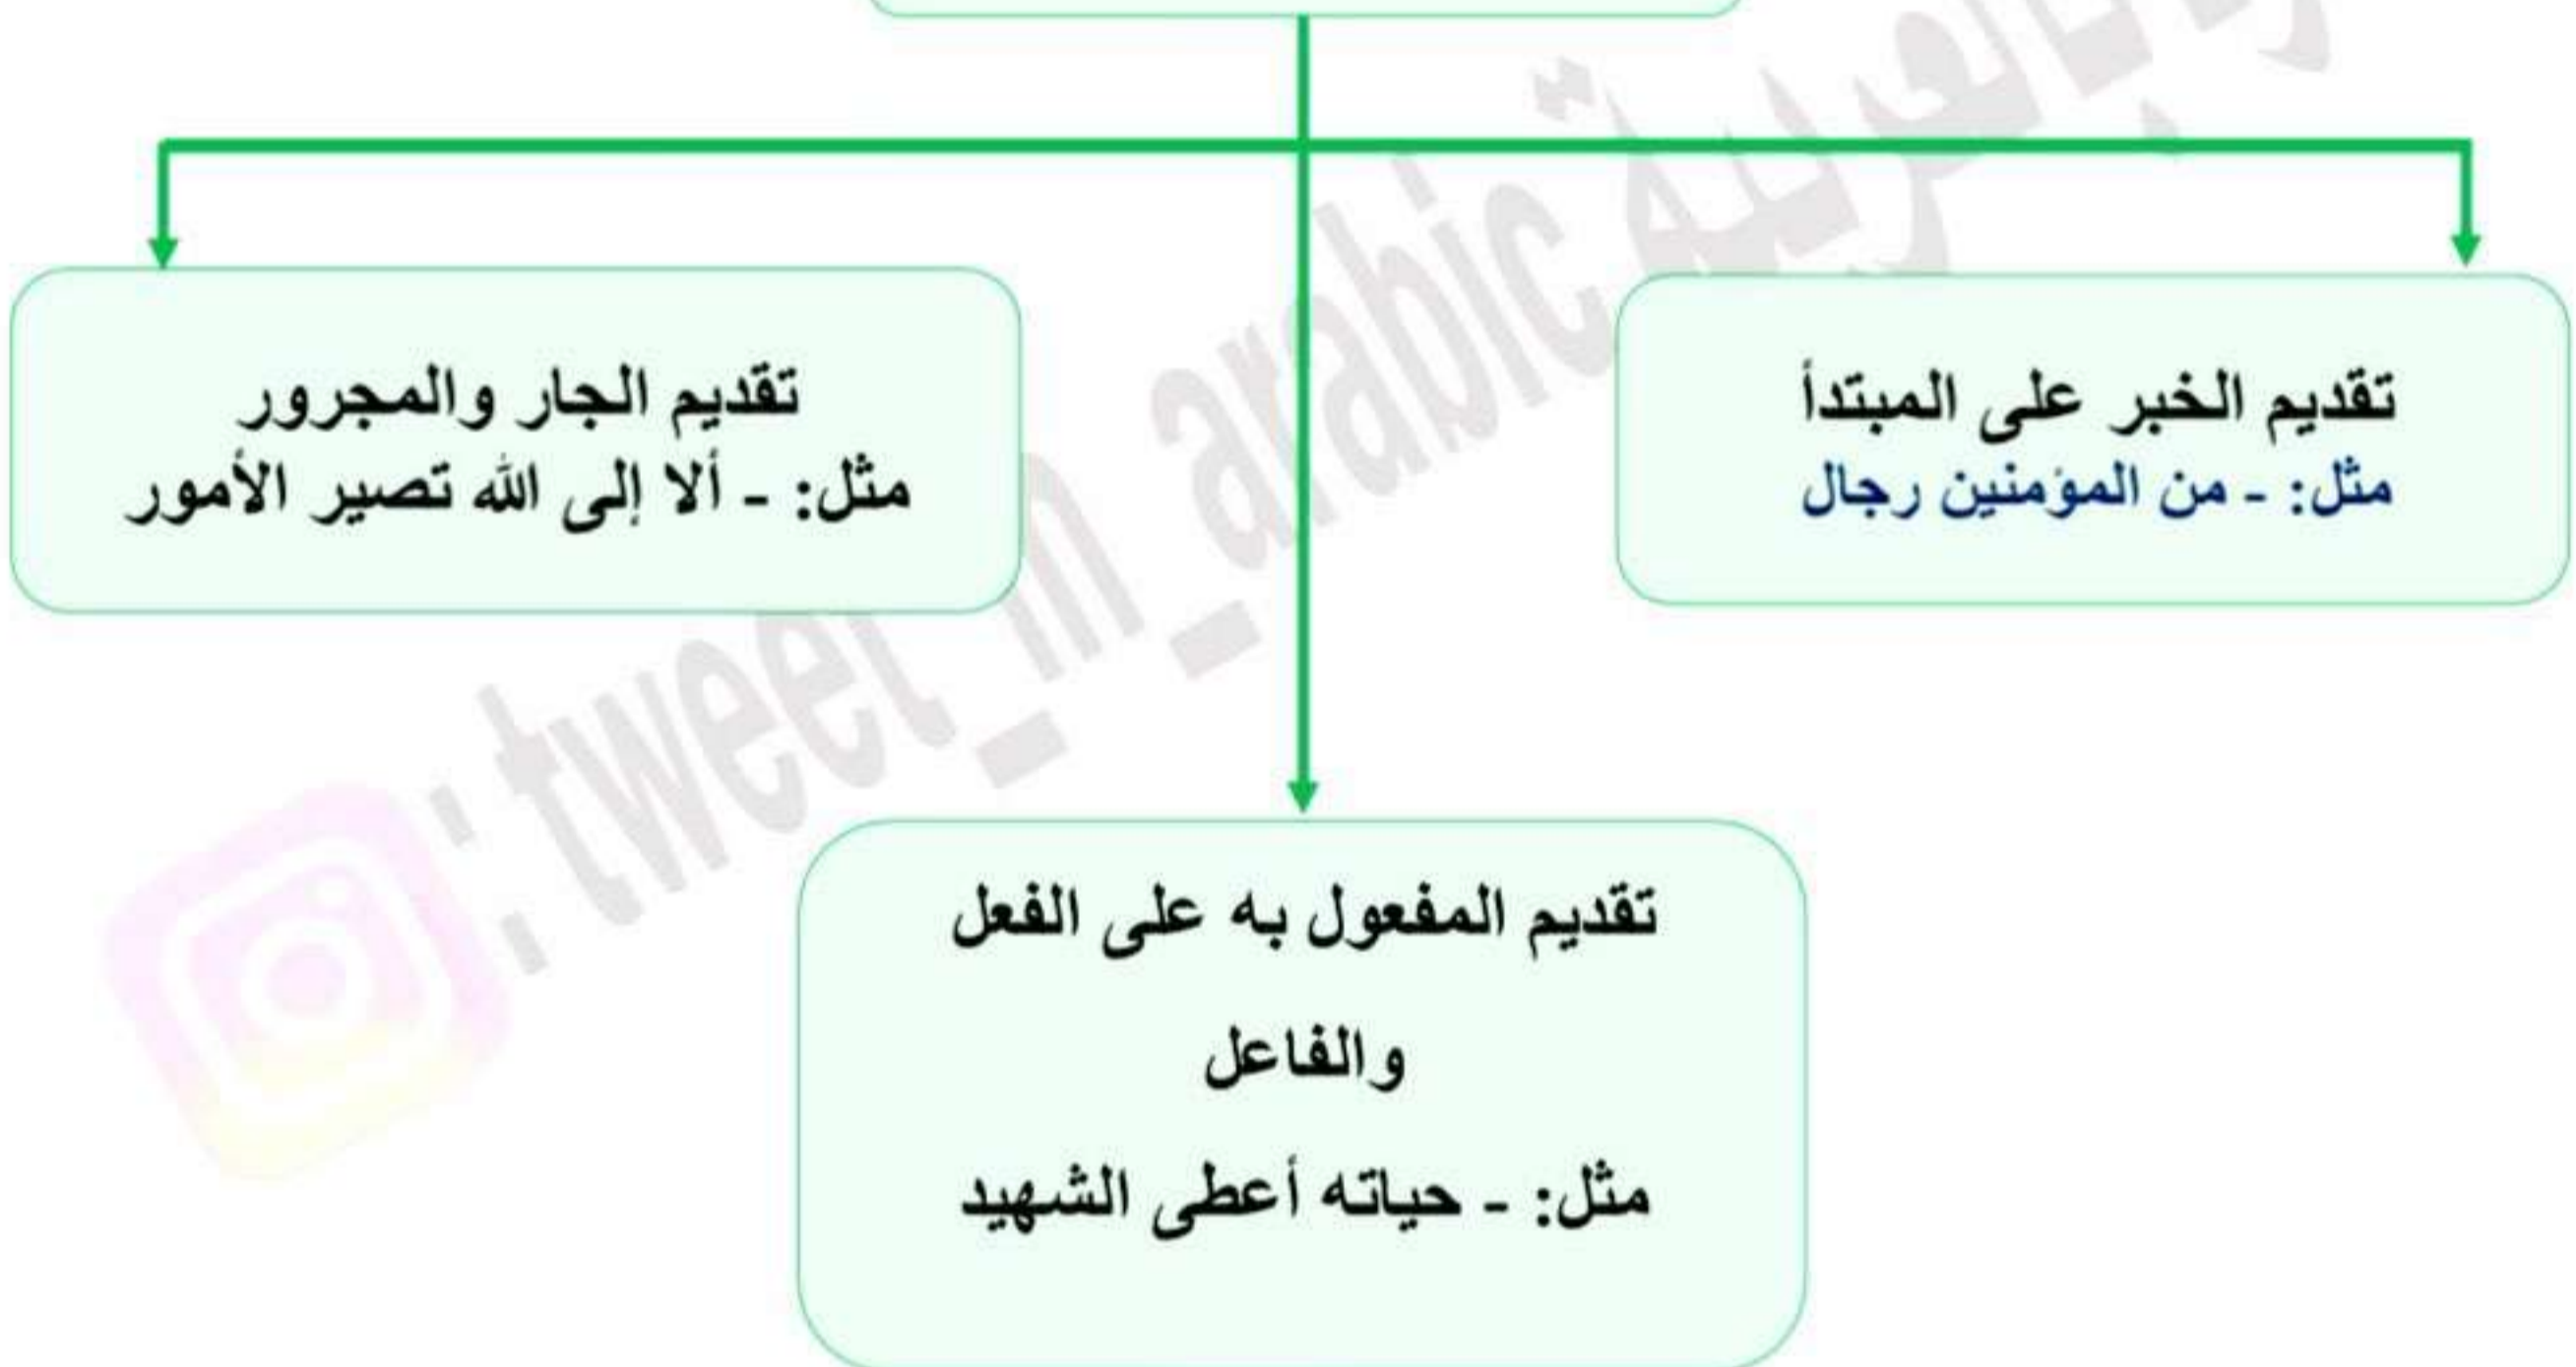 تقديم الخبر على المبتدأ
مثل: - من المؤمنين رجال
تقديم الجار والمجرور
مثل: - ألا إلى الله تصير الأمور
تقديم المفعول به على الفعل
والفاعل
مثل: - حياته أعطى الشهيد
: tweet_in_arabic